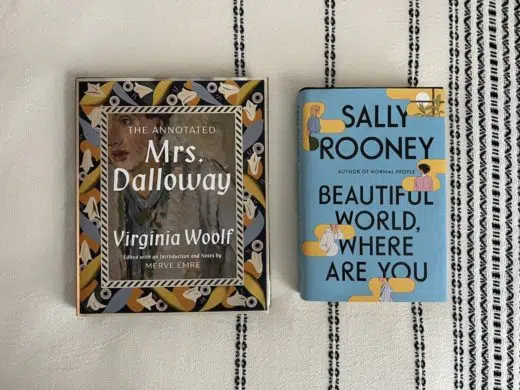 THE ANNOTATED
Mrs.
Dalloway
Virginia Woolf
Edited with an Introduction and Notes by
MERVE EMRE
SALLY
ROONEY
AUTHOR OF NORMAL PEOPLE
BEAUTIFUL
WORLD,
WHERE
ARE YOU